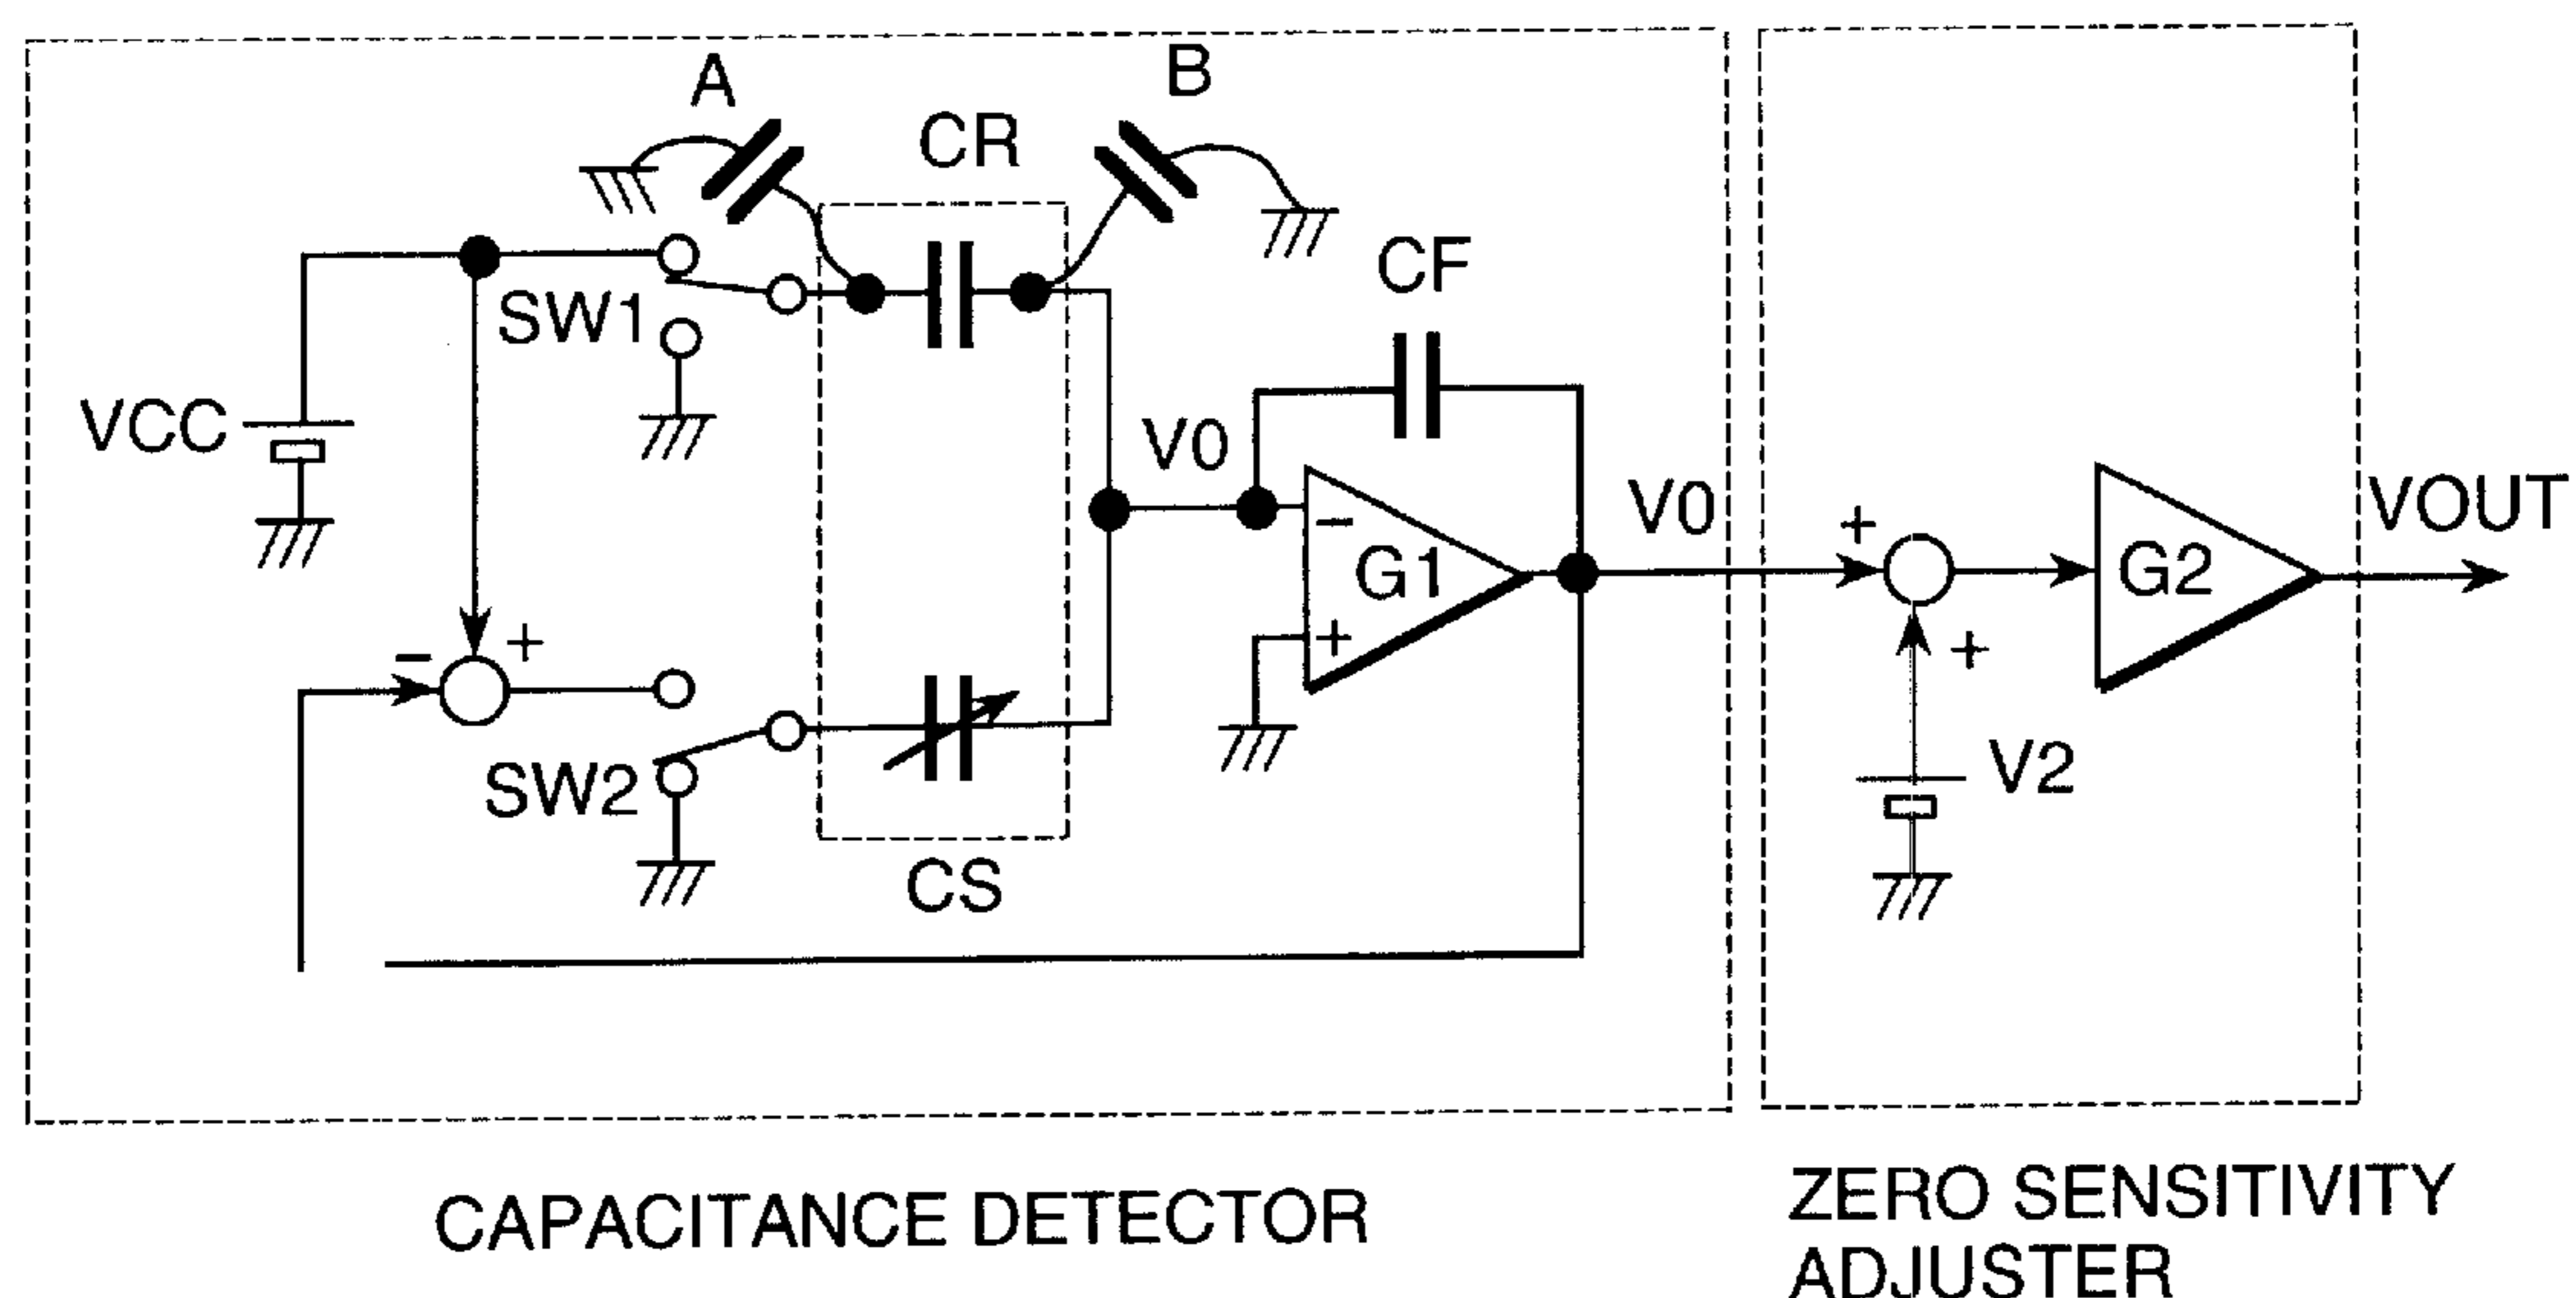 A
B
CR
CF
SW1
VCC
V0
V0
VOUT
−
G1
+
+
G2
+
−
+
V2
SW2
CS
CAPACITANCE DETECTOR
ZERO SENSITIVITY
ADJUSTER